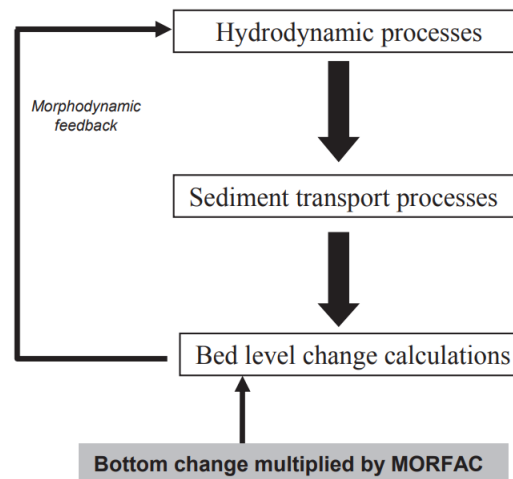 Hydrodynamic processes
Morphodynamic
feedback
Sediment transport processes
Bed level change calculations
Bottom change multiplied by MORFAC